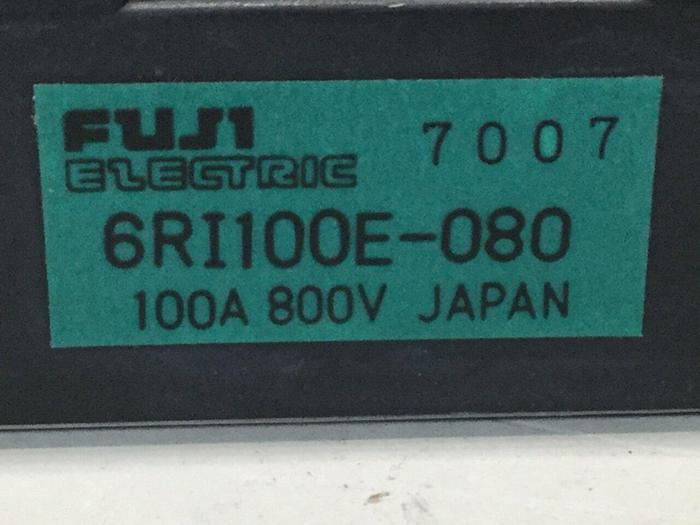 FUJI
ELECTRIC
7007
6RI100E-080
100A 800V JAPAN